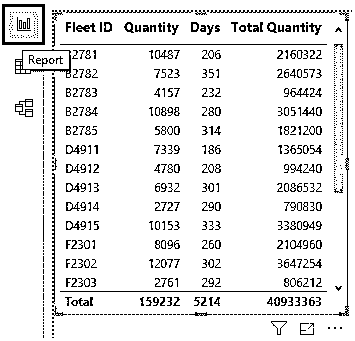 Fleet ID Quantity Days Total Quantity
B2781 10487 206 2160322
Report
B2782 7523 351 2640573
B2783 4157 232 964424
B2784 10898 280 3051440
B2785 5800 314 1821200
D4911 7339 186 1365054
D4912 4780 208 994240
D4913 6932 301 2086532
D4914 2727 290 790830
D4915 10153 333 3380949
F2301 8096 260 2104960
F2302 12077 302 3647254
F2303 2761 292 806212
Total 159232 5214 40933363